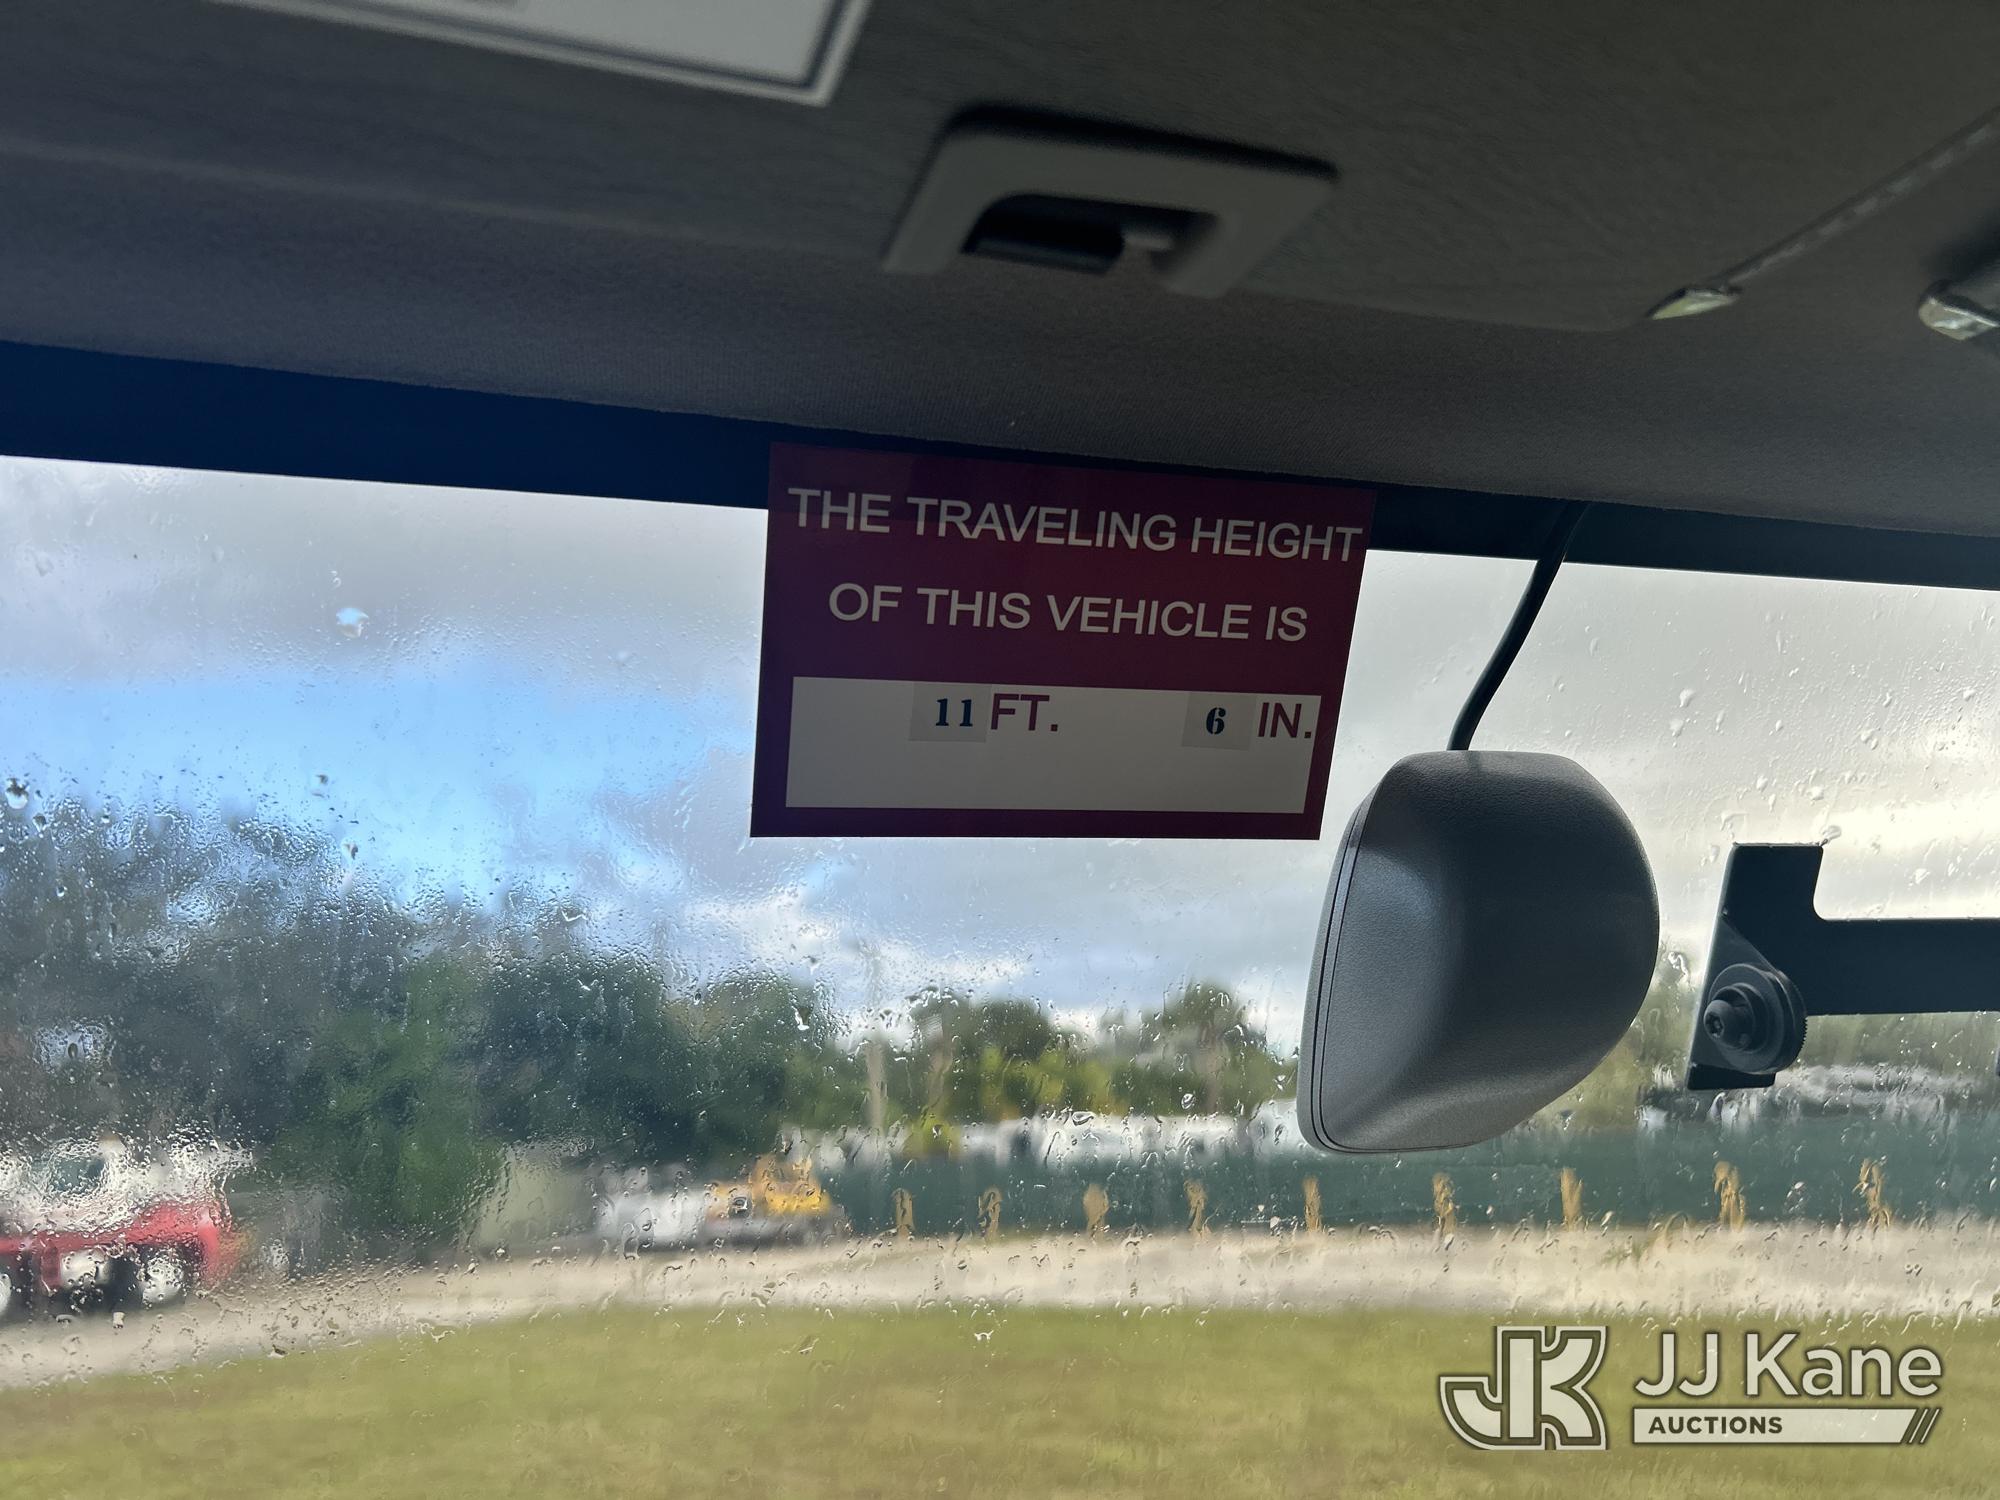 THE TRAVELING HEIGHT
OF THIS VEHICLE IS
11 FT. 6 IN.
JJ Kane
AUCTIONS